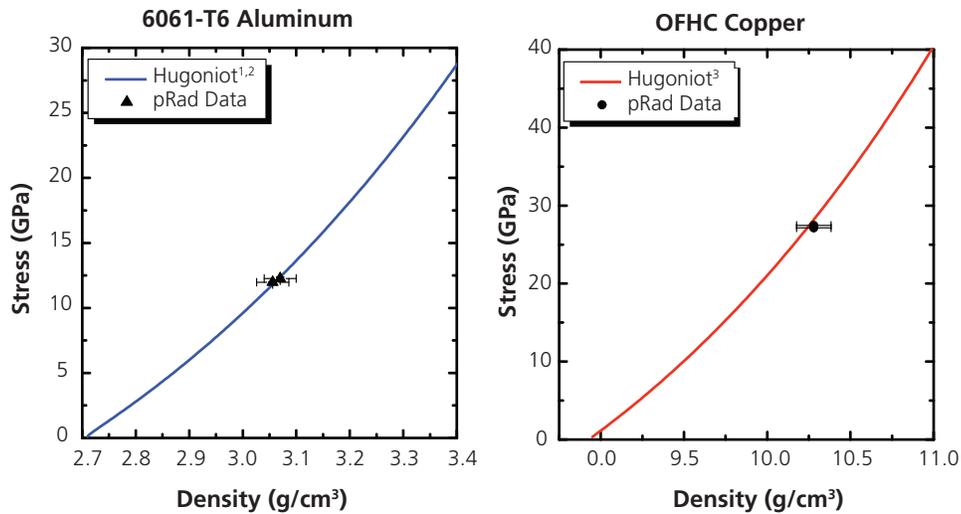 6061-T6 Aluminum
Stress (GPa)
30
25
20
15
10
5
0
Hugoniot¹,²
pRad Data
2.7 2.8 2.9 3.0 3.1 3.2 3.3 3.4
Density (g/cm³)
OFHC Copper
Stress (GPa)
40
40
30
20
10
0
Hugoniot³
pRad Data
0.0 9.5 10.0 10.5 11.0
Density (g/cm³)